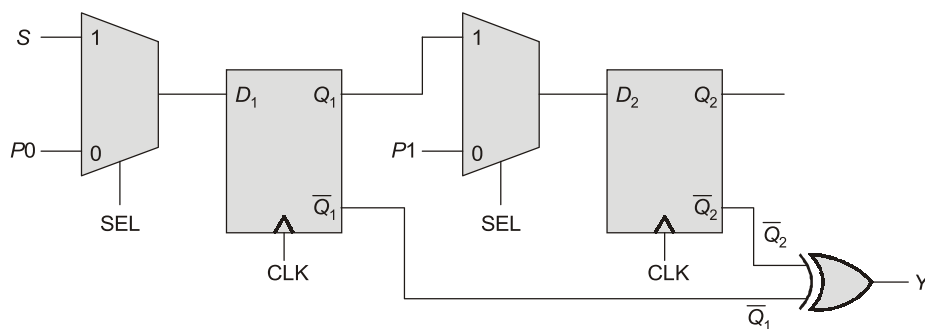 S 1 1
D₁ Q₁ D₂ Q₂
P0 0 P1 0
SEL Q̅₁ SEL Q̅₂
Q̅₂
CLK CLK
Y
Q̅₁